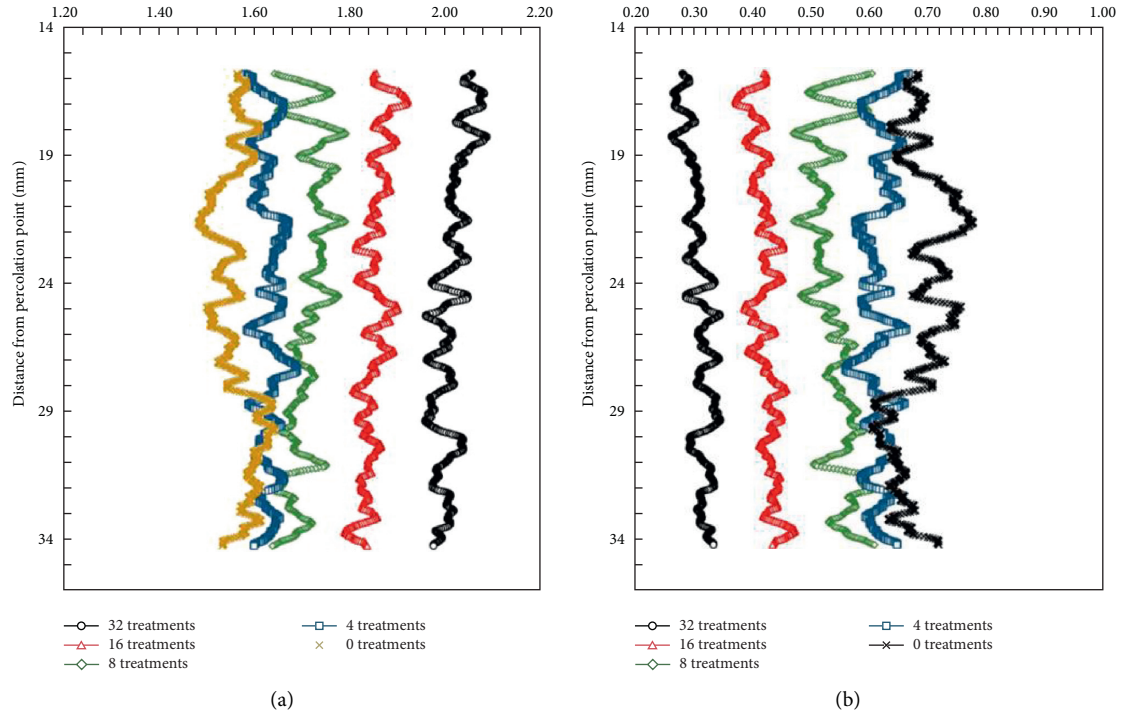 1.20 1.40 1.60 1.80 2.00 2.20
14
19
24
29
34
Distance from percolation point (mm)
32 treatments
16 treatments
8 treatments
4 treatments
0 treatments
(a)
0.20 0.30 0.40 0.50 0.60 0.70 0.80 0.90 1.00
14
19
24
29
34
Distance from percolation point (mm)
32 treatments
16 treatments
8 treatments
4 treatments
0 treatments
(b)